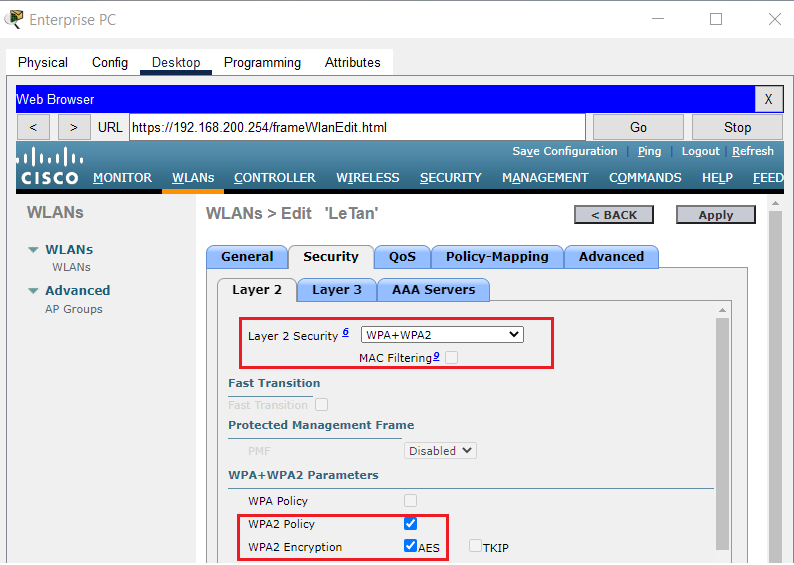 Enterprise PC
Physical Config Desktop Programming Attributes
Web Browser X
< > URL https://192.168.200.254/frameWlanEdit.html Go Stop
Save Configuration | Ping | Logout | Refresh
CISCO MONITOR WLANs CONTROLLER WIRELESS SECURITY MANAGEMENT COMMANDS HELP FEED
WLANs
WLANs > Edit 'LeTan' < BACK Apply
WLANs
WLANs
Advanced
AP Groups
General Security QoS Policy-Mapping Advanced
Layer 2 Layer 3 AAA Servers
Layer 2 Security 6 WPA+WPA2
MAC Filtering9
Fast Transition
Fast Transition
Protected Management Frame
PMF Disabled
WPA+WPA2 Parameters
WPA Policy
WPA2 Policy
WPA2 Encryption AES TKIP